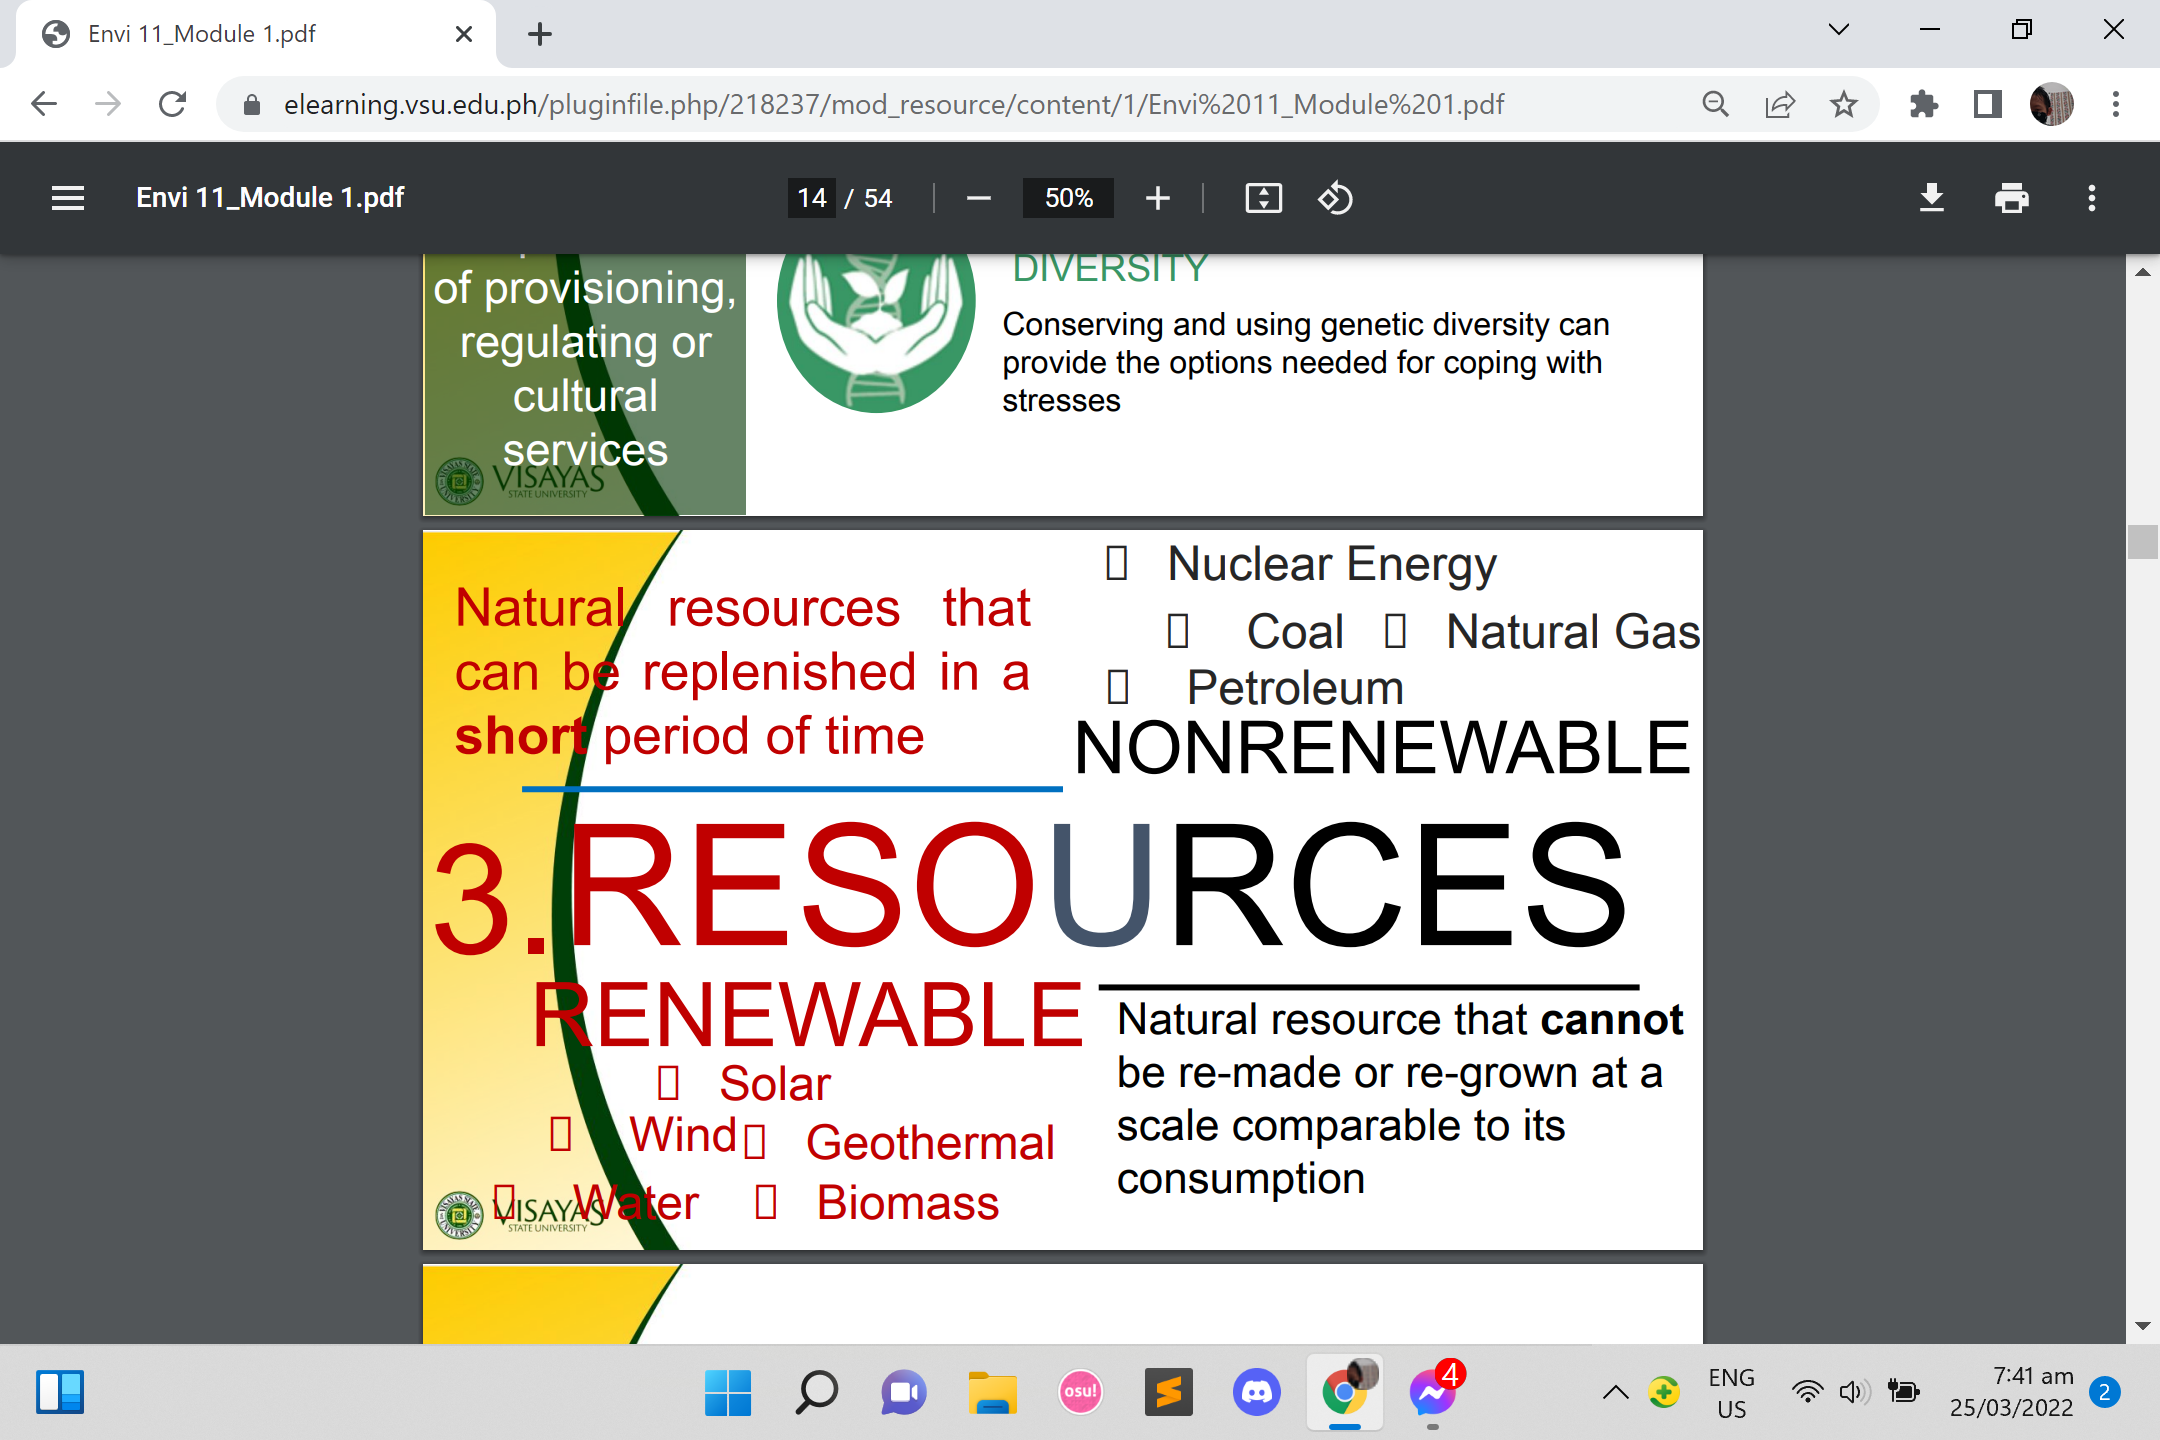 Envi 11_Module 1.pdf
elearning.vsu.edu.ph/pluginfile.php/218237/mod_resource/content/1/Envi%2011_Module%201.pdf
Envi 11_Module 1.pdf
14 / 54
50%
of provisioning,
regulating or
cultural
services
VISAYAS
STATE UNIVERSITY
DIVERSITY
Conserving and using genetic diversity can
provide the options needed for coping with
stresses
Natural resources that
can be replenished in a
short period of time
Nuclear Energy
Coal Natural Gas
Petroleum
NONRENEWABLE
3. RESOURCES
RENEWABLE
Solar
Wind Geothermal
Water Biomass
Natural resource that cannot
be re-made or re-grown at a
scale comparable to its
consumption
VISAYAS
STATE UNIVERSITY
osu!
4
ENG
US
7:41 am
25/03/2022
2